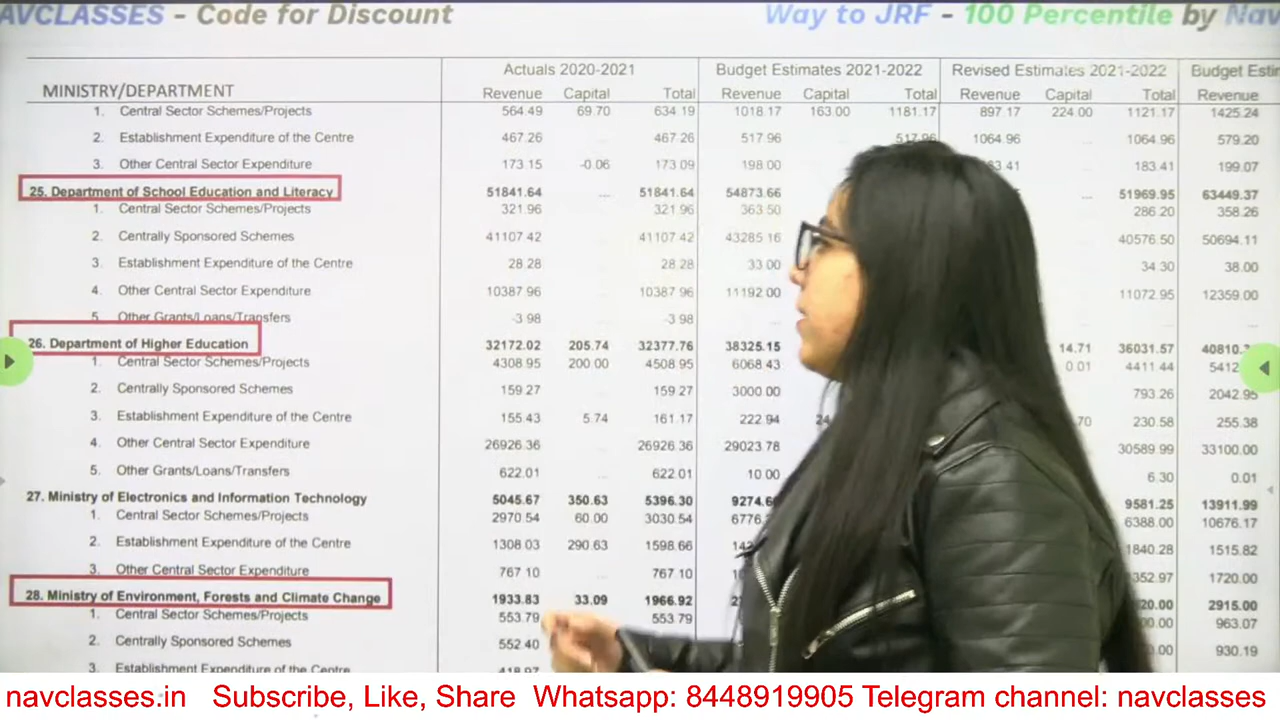 AVCLASSES - Code for Discount Way to JRF - 100 Percentile by Nav
Actuals 2020-2021 Budget Estimates 2021-2022 Revised Estimates 2021-2022 Budget Estim
MINISTRY/DEPARTMENT Revenue Capital Total Revenue Capital Total Revenue Capital Total Revenue
1. Central Sector Schemes/Projects 564.49 69.70 634.19 1018.17 163.00 1181.17 897.17 224.00 1121.17 1425.24
2. Establishment Expenditure of the Centre 467.26 ... 467.26 517.96 517.96 1064.96 ... 1064.96 579.20
3. Other Central Sector Expenditure 173.15 -0.06 173.09 198.00 83.41 ... 183.41 199.07
25. Department of School Education and Literacy 51841.64 ... 51841.64 54873.66 ... 51969.95 63449.37
1. Central Sector Schemes/Projects 321.96 ... 321.96 363.50 286.20 358.26
2. Centrally Sponsored Schemes 41107.42 ... 41107.42 43285.16 40576.50 50694.11
3. Establishment Expenditure of the Centre 28.28 ... 28.28 33.00 34.30 38.00
4. Other Central Sector Expenditure 10387.96 ... 10387.96 11192.00 11072.95 12359.00
5. Other Grants/Loans/Transfers -3.98 ... -3.98 ...
26. Department of Higher Education 32172.02 205.74 32377.76 38325.15 14.71 36031.57 40810.
1. Central Sector Schemes/Projects 4308.95 200.00 4508.95 6068.43 0.01 4411.44 5412
2. Centrally Sponsored Schemes 159.27 ... 159.27 3000.00 793.26 2042.95
3. Establishment Expenditure of the Centre 155.43 5.74 161.17 222.94 24 70 230.58 255.38
4. Other Central Sector Expenditure 26926.36 ... 26926.36 29023.78 30589.99 33100.00
5. Other Grants/Loans/Transfers 622.01 ... 622.01 10.00 6.30 0.01
27. Ministry of Electronics and Information Technology 5045.67 350.63 5396.30 9274.6 9581.25 13911.99
1. Central Sector Schemes/Projects 2970.54 60.00 3030.54 6776. 6388.00 10676.17
2. Establishment Expenditure of the Centre 1308.03 290.63 1598.66 142 1840.28 1515.82
3. Other Central Sector Expenditure 767.10 ... 767.10 10 352.97 1720.00
28. Ministry of Environment, Forests and Climate Change 1933.83 33.09 1966.92 2 20.00 2915.00
1. Central Sector Schemes/Projects 553.79 553.79 00.00 963.07
2. Centrally Sponsored Schemes 552.40 .00 930.19
3. Establishment Expenditure of the Centre 418.97
navclasses.in Subscribe, Like, Share Whatsapp: 8448919905 Telegram channel: navclasses